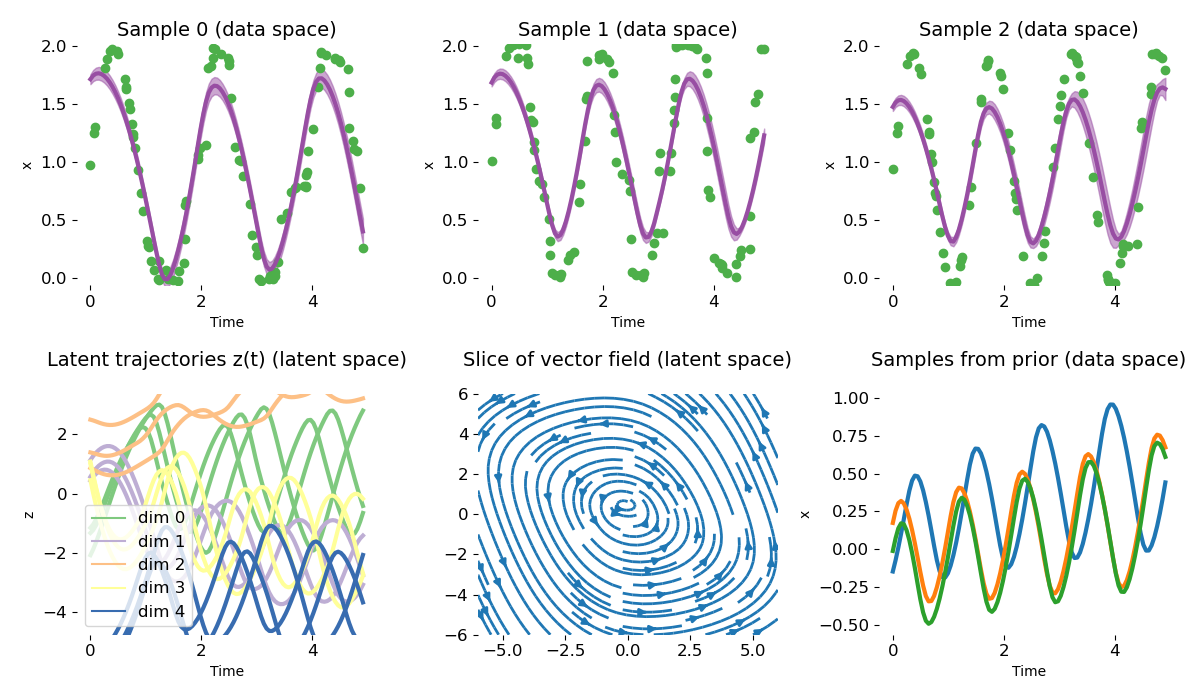 Sample 0 (data space)
2.0
1.5
1.0
0.5
0.0
x
0 2 4
Time
Sample 1 (data space)
2.0
1.5
1.0
0.5
0.0
x
0 2 4
Time
Sample 2 (data space)
2.0
1.5
1.0
0.5
0.0
x
0 2 4
Time
Latent trajectories z(t) (latent space)
2
0
−2
−4
z
dim 0
dim 1
dim 2
dim 3
dim 4
0 2 4
Time
Slice of vector field (latent space)
6
4
2
0
−2
−4
−6
−5.0 −2.5 0.0 2.5 5.0
Samples from prior (data space)
1.00
0.75
0.50
0.25
0.00
−0.25
−0.50
x
0 2 4
Time